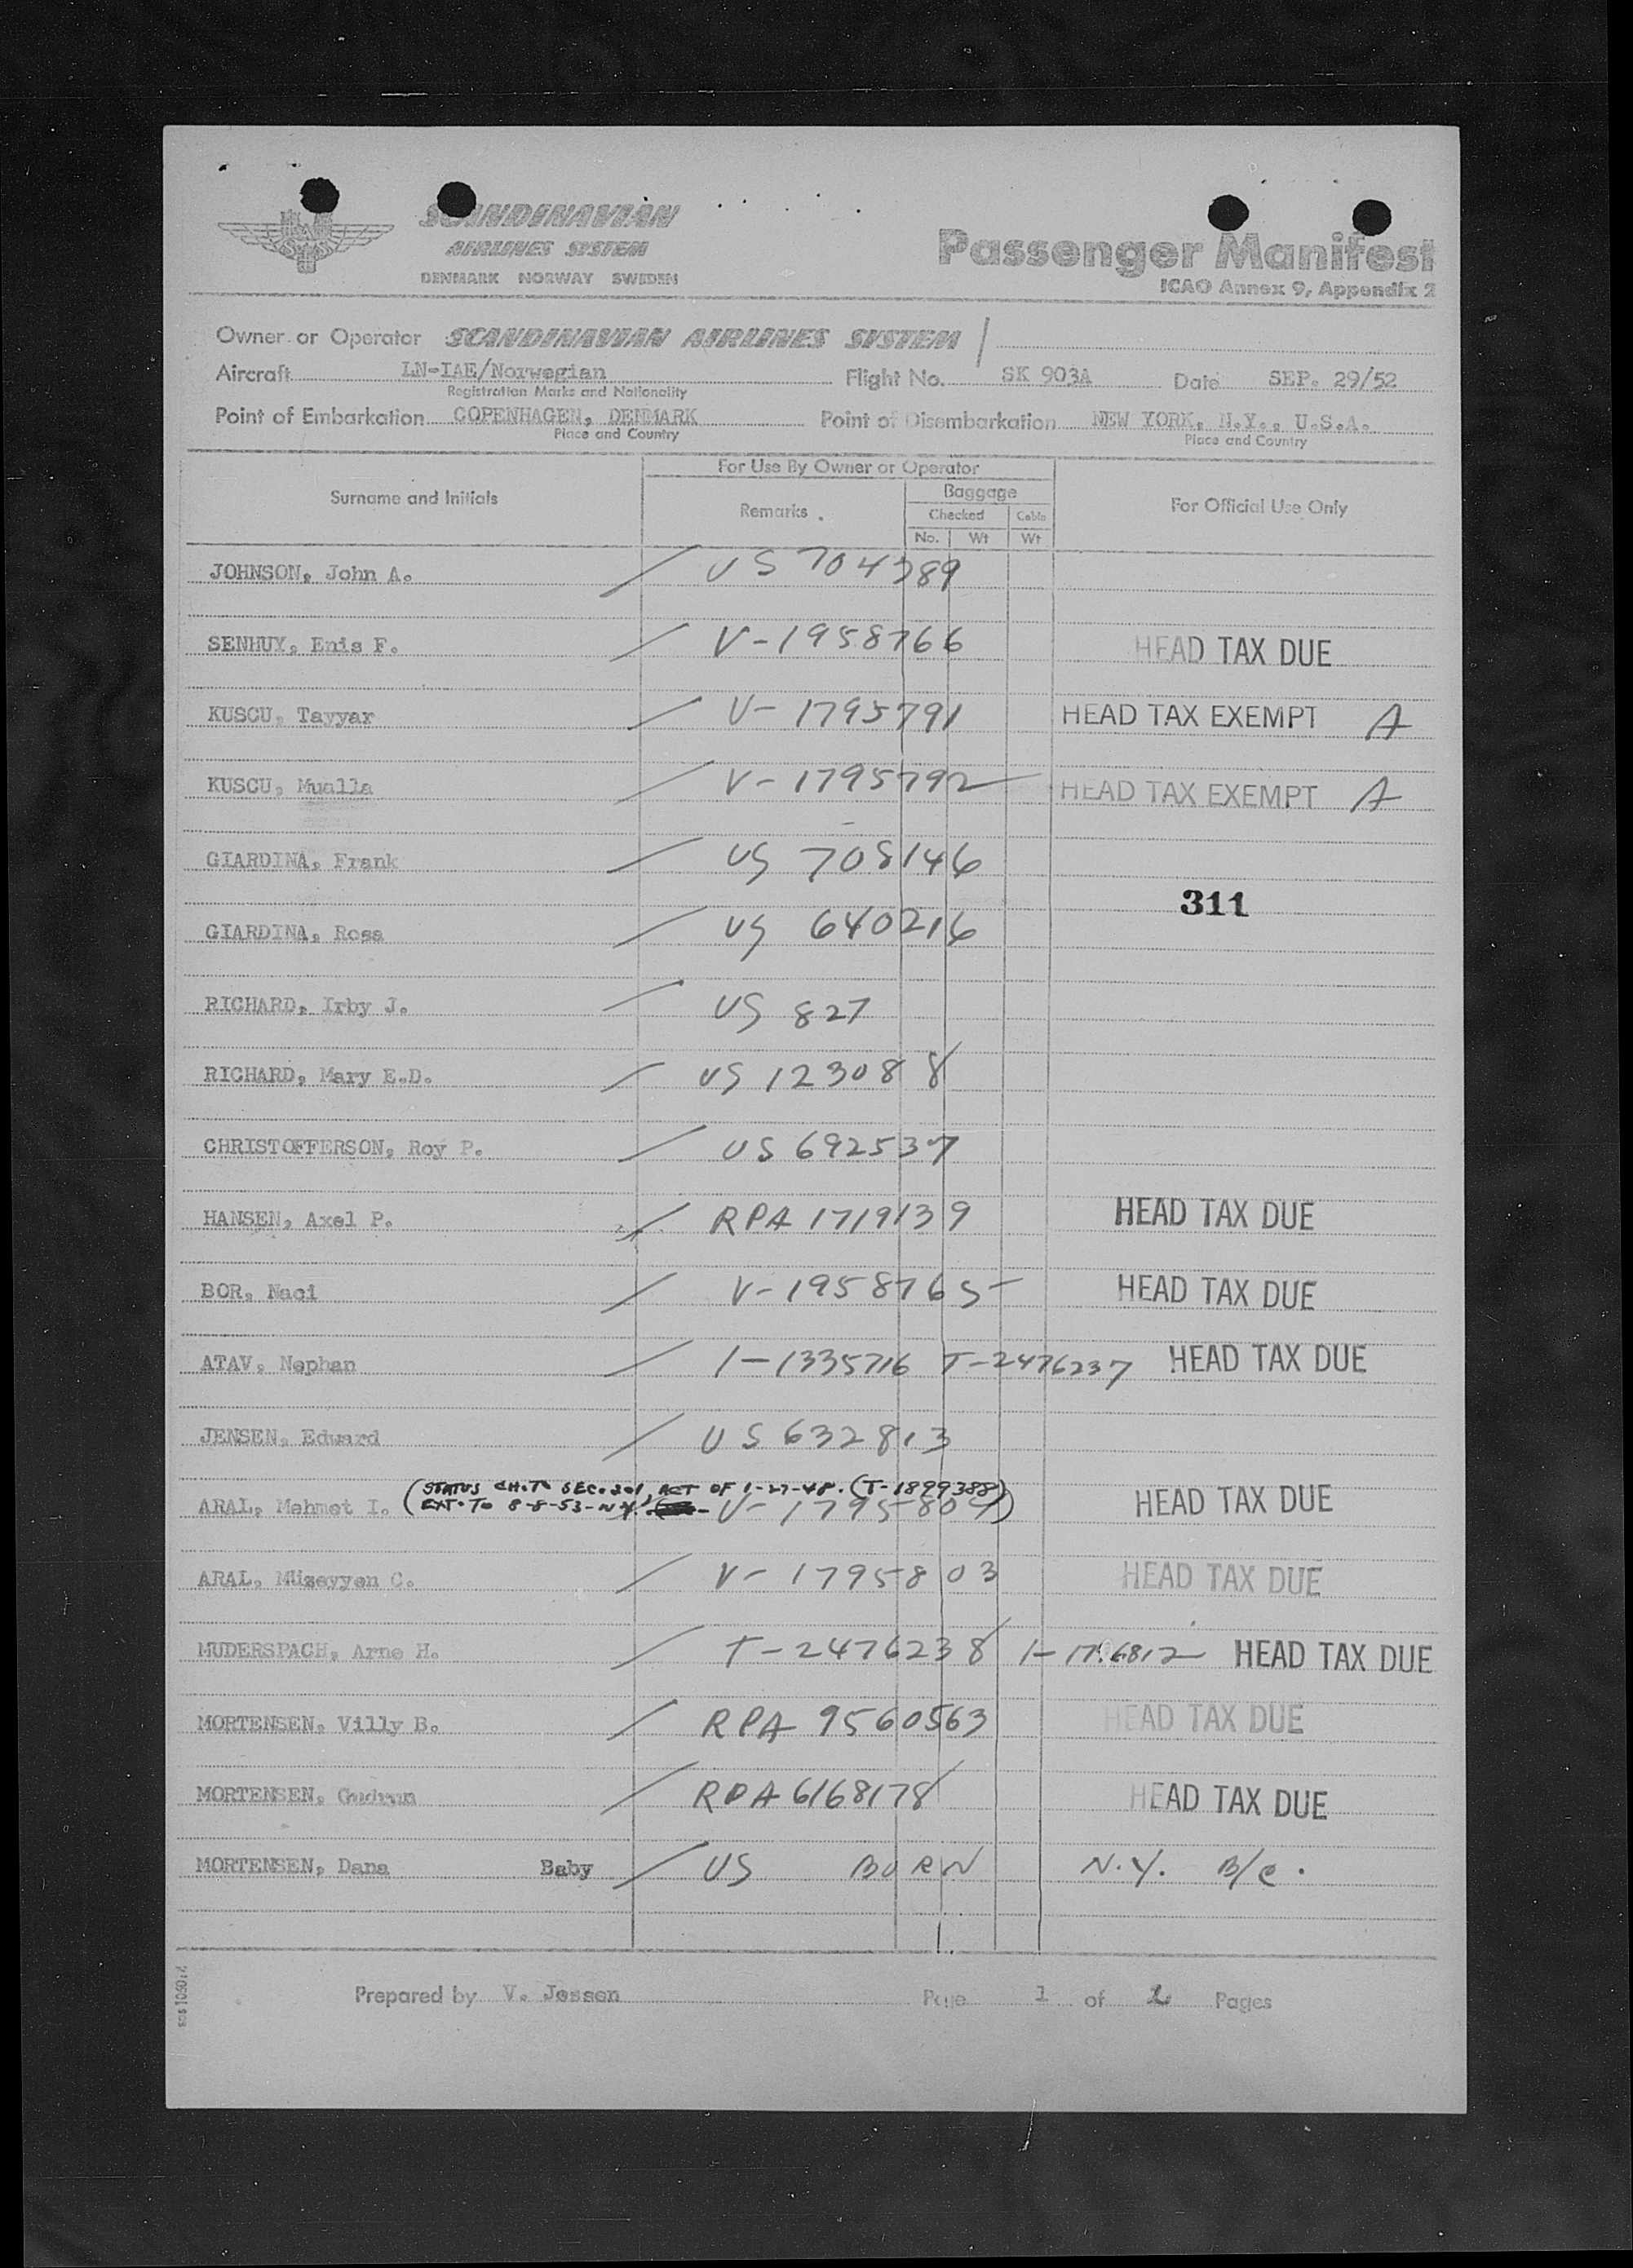 SCANDINAVIAN
AIRLINES SYSTEM
DENMARK NORWAY SWEDEN
SAS
Passenger Manifest
ICAO Annex 9, Appendix 2
Owner or Operator SCANDINAVIAN AIRLINES SYSTEM /
Aircraft LN-IAE/Norwegian Flight No. SK 903A Date SEP. 29/52
Registration Marks and Nationality
Point of Embarkation COPENHAGEN, DENMARK Point of Disembarkation NEW YORK, N.Y., U.S.A.
Place and Country Place and Country
For Use By Owner or Operator
Surname and Initials Remarks Baggage For Official Use Only
Checked Cabin
No. Wt Wt
JOHNSON, John A. / US 704389
SENHUY, Enis F. / V-1958766 HEAD TAX DUE
KUSCU, Tayyar / V-1795791 HEAD TAX EXEMPT A
KUSCU, Mualla / V-1795792 HEAD TAX EXEMPT A
GIARDINA, Frank / US 708146
311
GIARDINA, Rosa / US 640216
RICHARD, Irby J. / US 827
RICHARD, Mary E.D. / US 123088
CHRISTOFFERSON, Roy P. / US 692537
HANSEN, Axel P. / RPA 1719139 HEAD TAX DUE
BOR, Naci / V-1958765 HEAD TAX DUE
ATAV, Nephan / 1-1335716 T-2476237 HEAD TAX DUE
JENSEN, Edward / US 632813
(STATUS CH. TO SEC. 201, ACT OF 1-27-48. (T-1899388)
ARAL, Mehmet I. (EXT. TO 8-8-53-N.Y. V-1795804) HEAD TAX DUE
ARAL, Müzeyyen C. / V-1795803 HEAD TAX DUE
MUDERSPACH, Arne H. / T-2476238 HEAD TAX DUE
MORTENSEN, Villy B. / RPA 9560563 HEAD TAX DUE
MORTENSEN, Gudrun / RPA 6168178 HEAD TAX DUE
MORTENSEN, Dana Baby / US BORN N.Y. B/C.
Prepared by V. Jessen Page 1 of 2 Pages